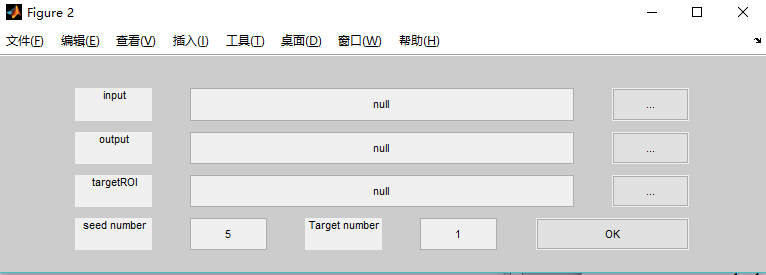 Figure 2
文件(F) 编辑(E) 查看(V) 插入(I) 工具(T) 桌面(D) 窗口(W) 帮助(H)
input null ...
output null ...
targetROI null ...
seed number 5 Target number 1 OK